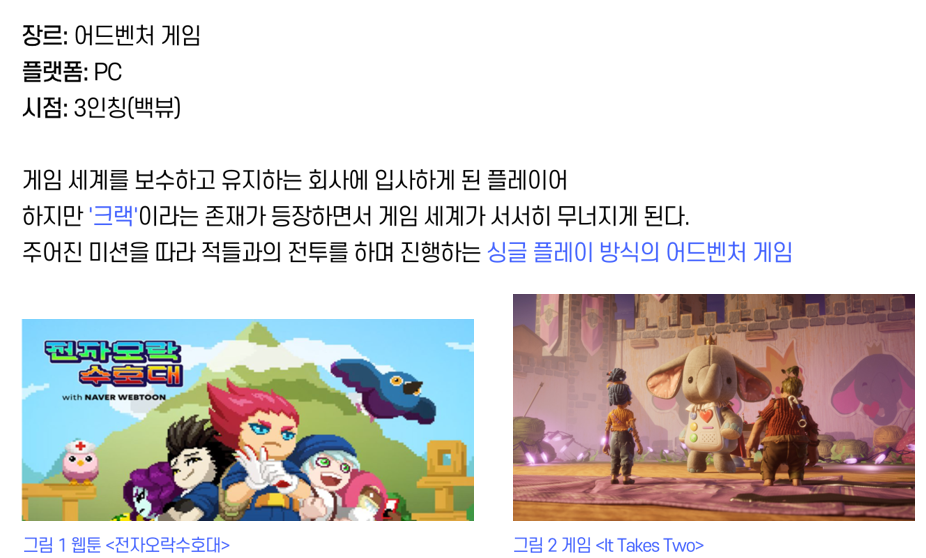 장르: 어드벤처 게임
플랫폼: PC
시점: 3인칭(백뷰)
게임 세계를 보수하고 유지하는 회사에 입사하게 된 플레이어
하지만 '크랙'이라는 존재가 등장하면서 게임 세계가 서서히 무너지게 된다.
주어진 미션을 따라 적들과의 전투를 하며 진행하는 싱글 플레이 방식의 어드벤처 게임
전자오락
수호대
with NAVER WEBTOON
그림 1 웹툰 <전자오락수호대>
그림 2 게임 <It Takes Two>